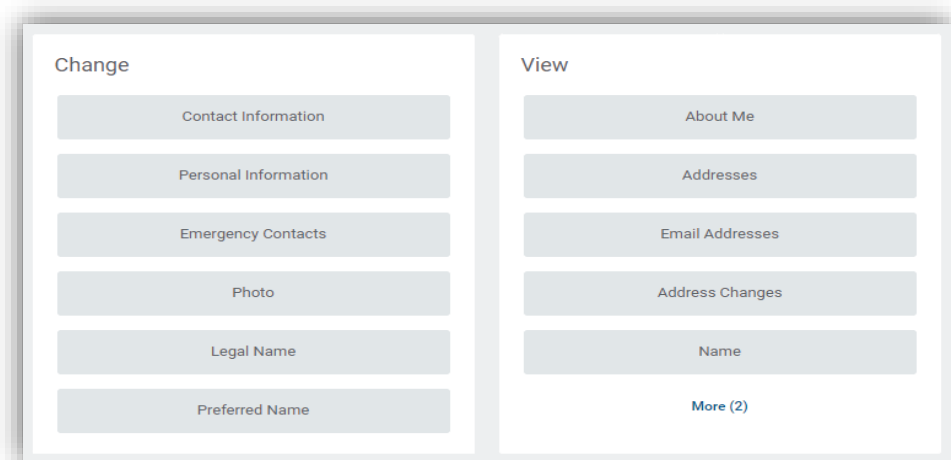 Change
Contact Information
Personal Information
Emergency Contacts
Photo
Legal Name
Preferred Name
View
About Me
Addresses
Email Addresses
Address Changes
Name
More (2)